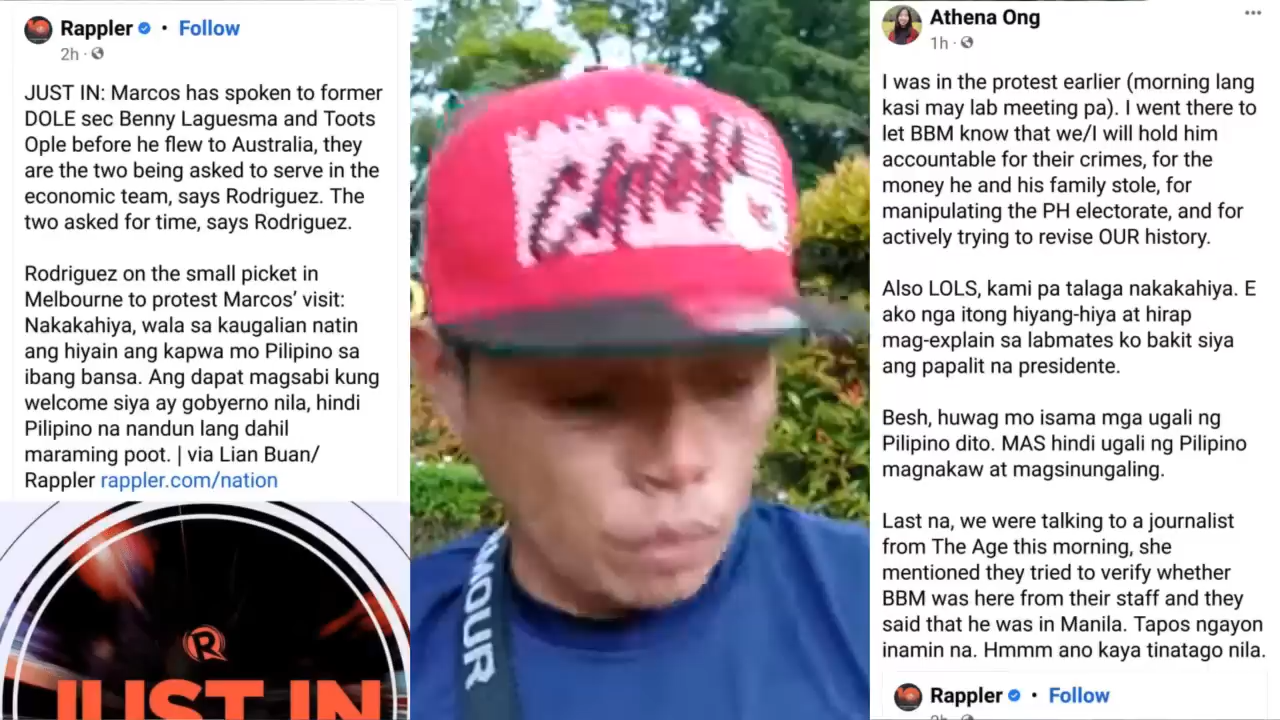 Rappler • Follow
2h
JUST IN: Marcos has spoken to former
DOLE sec Benny Laguesma and Toots
Ople before he flew to Australia, they
are the two being asked to serve in the
economic team, says Rodriguez. The
two asked for time, says Rodriguez.
Rodriguez on the small picket in
Melbourne to protest Marcos’ visit:
Nakakahiya, wala sa kaugalian natin
ang hiyain ang kapwa mo Pilipino sa
ibang bansa. Ang dapat magsabi kung
welcome siya ay gobyerno nila, hindi
Pilipino na nandun lang dahil
maraming poot. | via Lian Buan/
Rappler rappler.com/nation
R
JUST IN
MOUR
Athena Ong
1h
I was in the protest earlier (morning lang
kasi may lab meeting pa). I went there to
let BBM know that we/I will hold him
accountable for their crimes, for the
money he and his family stole, for
manipulating the PH electorate, and for
actively trying to revise OUR history.
Also LOLS, kami pa talaga nakakahiya. E
ako nga itong hiyang-hiya at hirap
mag-explain sa labmates ko bakit siya
ang papalit na presidente.
Besh, huwag mo isama mga ugali ng
Pilipino dito. MAS hindi ugali ng Pilipino
magnakaw at magsinungaling.
Last na, we were talking to a journalist
from The Age this morning, she
mentioned they tried to verify whether
BBM was here from their staff and they
said that he was in Manila. Tapos ngayon
inamin na. Hmmm ano kaya tinatago nila.
Rappler • Follow